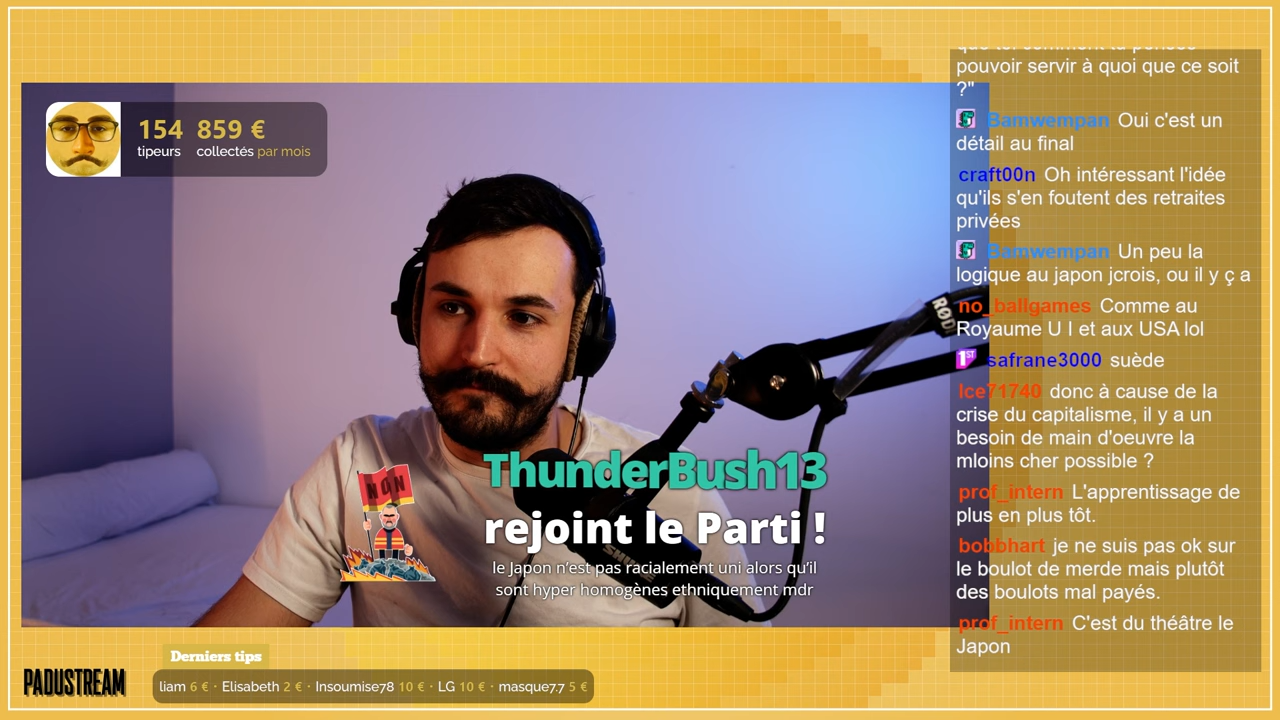 154 859 €
tipeurs collectés par mois
RØD
ThunderBush13
rejoint le Parti !
le Japon n'est pas racialement uni alors qu'il
sont hyper homogènes ethniquement mdr
NON
SHURE
Derniers tips
PADUSTREAM
liam 6 € · Elisabeth 2 € · Insoumise78 10 € · LG 10 € · masque7.7 5 €
pouvoir servir à quoi que ce soit
?"
Bamwempan Oui c'est un
détail au final
craft00n Oh intéressant l'idée
qu'ils s'en foutent des retraites
privées
Bamwempan Un peu la
logique au japon jcrois, ou il y ç a
no_ballgames Comme au
Royaume U I et aux USA lol
1ST safrane3000 suède
Ice71740 donc à cause de la
crise du capitalisme, il y a un
besoin de main d'oeuvre la
mloins cher possible ?
prof_intern L'apprentissage de
plus en plus tôt.
bobbhart je ne suis pas ok sur
le boulot de merde mais plutôt
des boulots mal payés.
prof_intern C'est du théâtre le
Japon